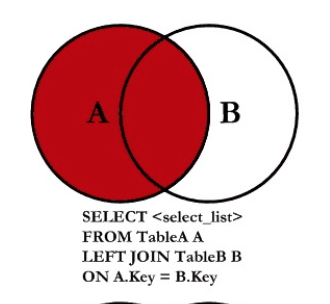 A B
SELECT <select_list>
FROM TableA A
LEFT JOIN TableB B
ON A.Key = B.Key